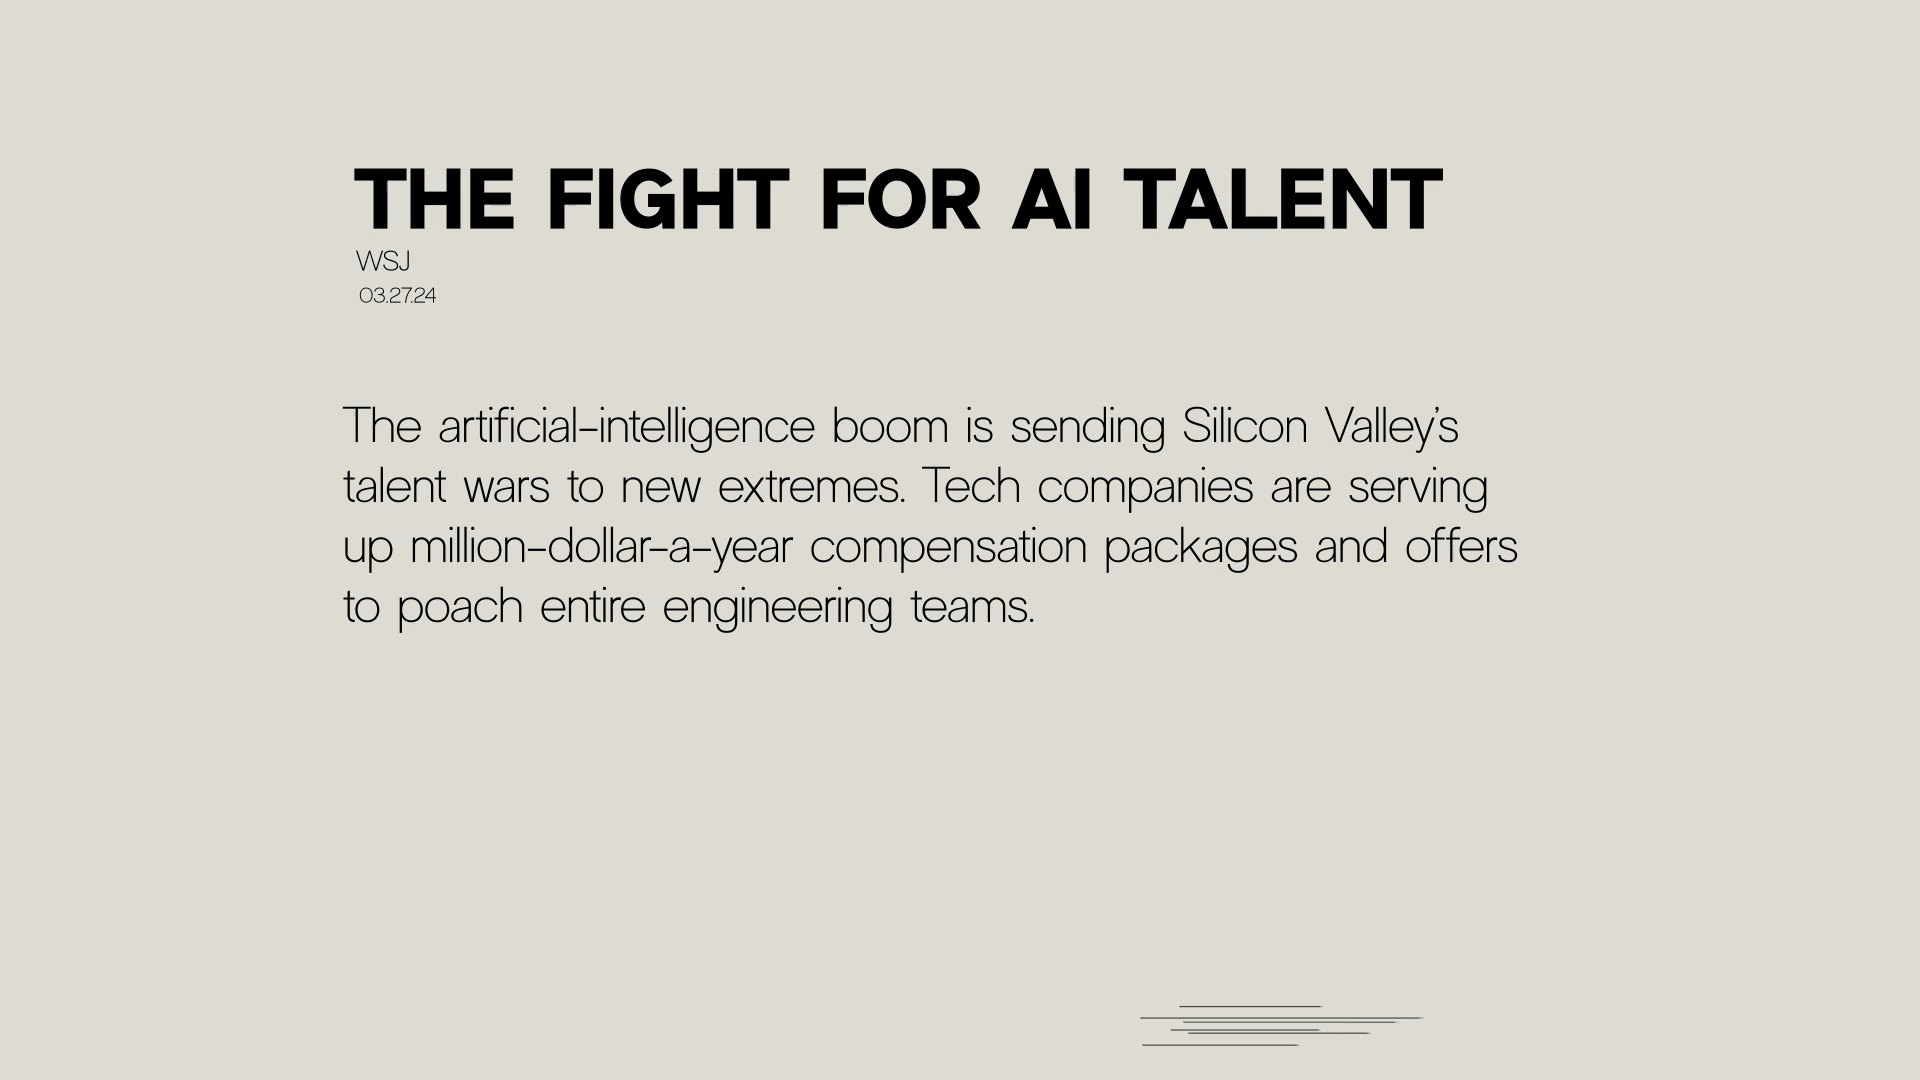 THE FIGHT FOR AI TALENT
WSJ
03.27.24
The artificial-intelligence boom is sending Silicon Valley's
talent wars to new extremes. Tech companies are serving
up million-dollar-a-year compensation packages and offers
to poach entire engineering teams.